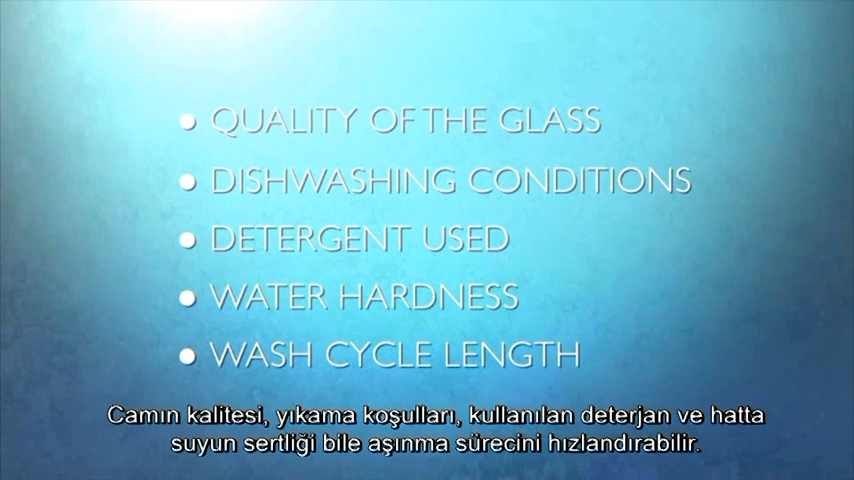 • QUALITY OF THE GLASS
• DISHWASHING CONDITIONS
• DETERGENT USED
• WATER HARDNESS
• WASH CYCLE LENGTH
Camın kalitesi, yıkama koşulları, kullanılan deterjan ve hatta
suyun sertliği bile aşınma sürecini hızlandırabilir.